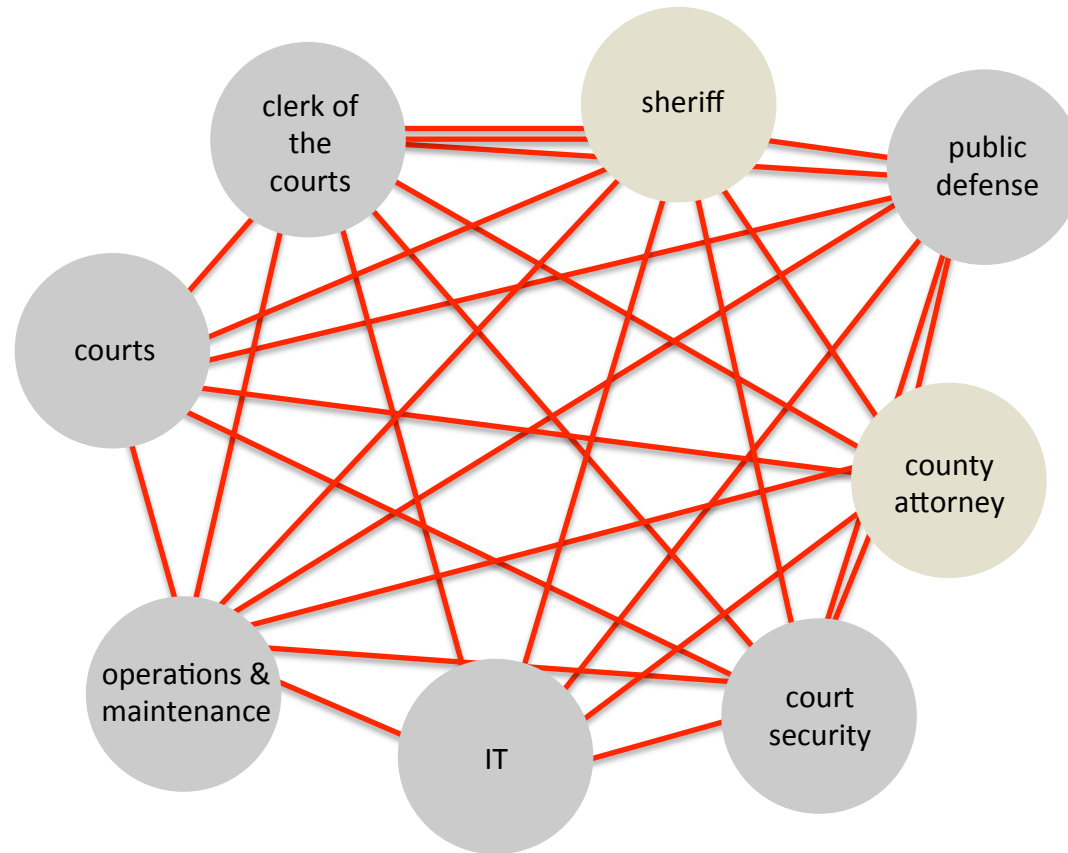 clerk of
the
courts
sheriff
public
defense
courts
county
attorney
operations &
maintenance
IT
court
security